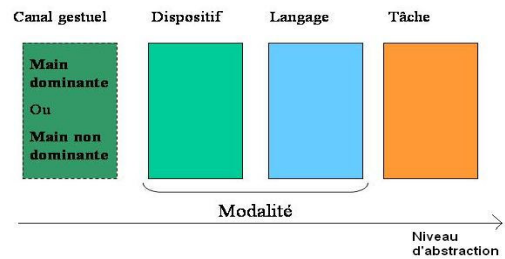 Canal gestuel Dispositif Langage Tâche
Main
dominante
Ou
Main non
dominante
Modalité
Niveau
d'abstraction